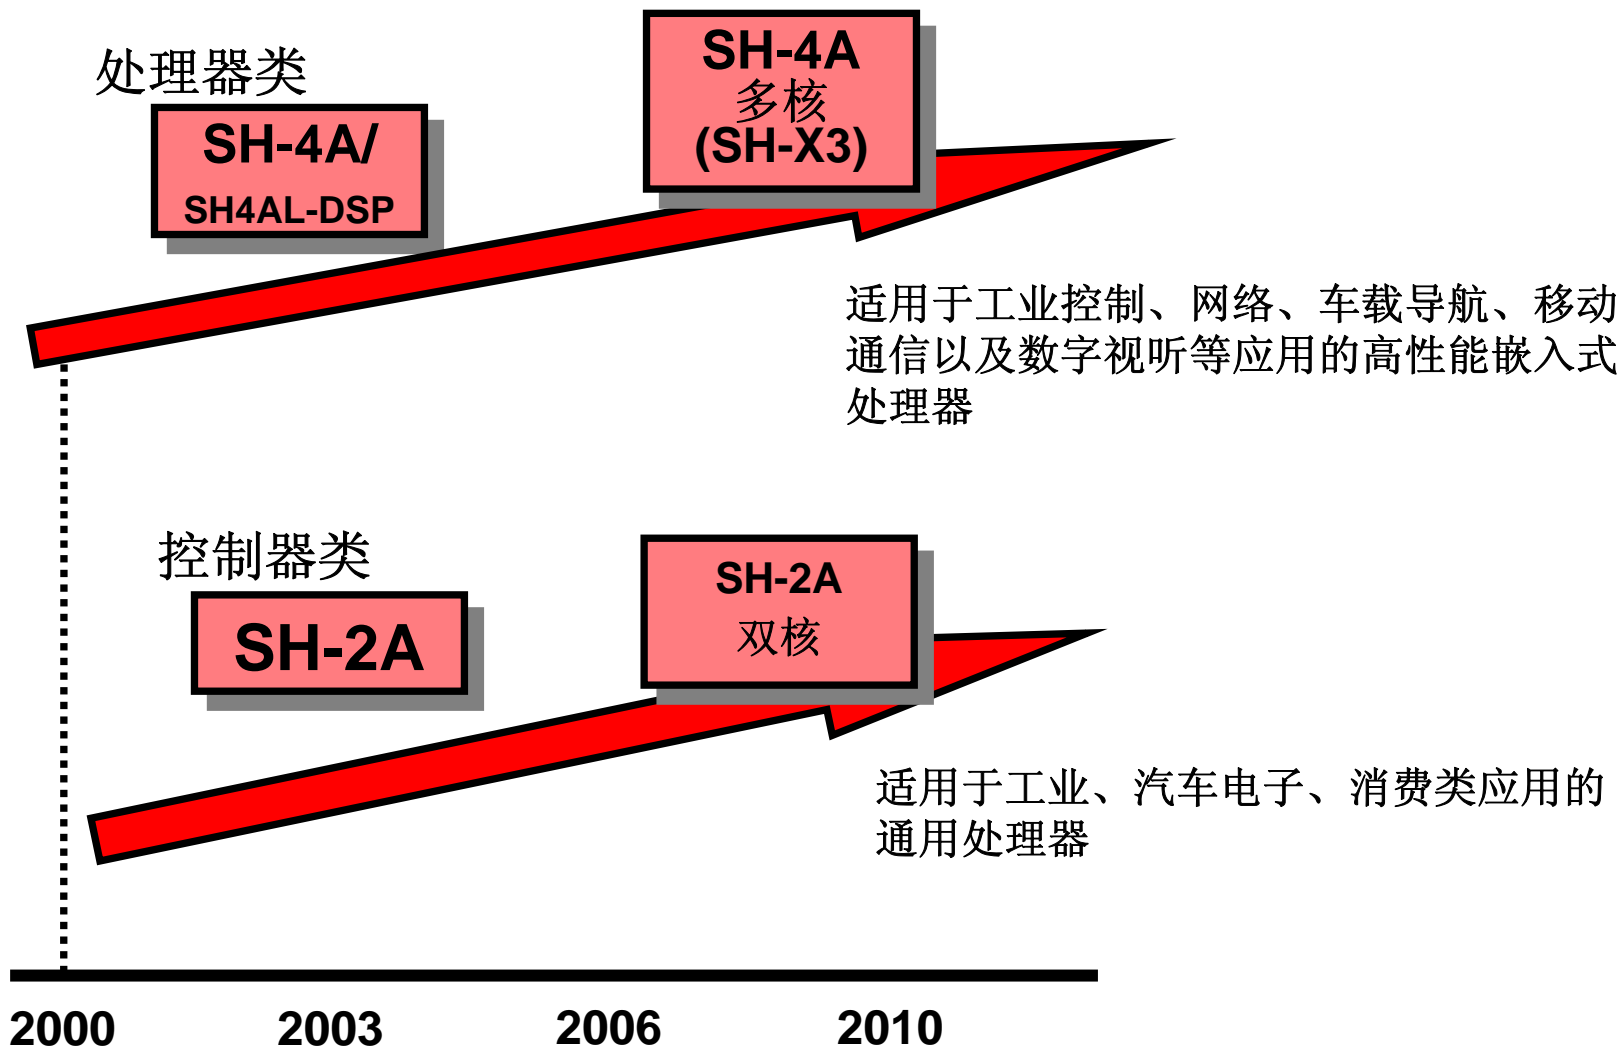 处理器类
SH-4A/
SH4AL-DSP
SH-4A
多核
(SH-X3)
适用于工业控制、网络、车载导航、移动
通信以及数字视听等应用的高性能嵌入式
处理器
控制器类
SH-2A
SH-2A
双核
适用于工业、汽车电子、消费类应用的
通用处理器
2000 2003 2006 2010